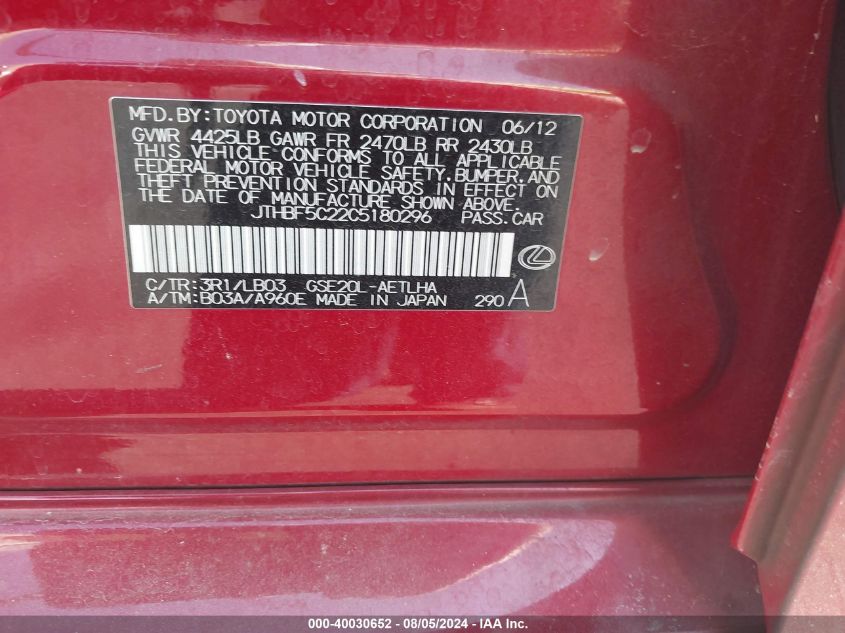 MFD. BY: TOYOTA MOTOR CORPORATION 06/12
GVWR 4425LB GAWR FR 2470LB RR 2430LB
THIS VEHICLE CONFORMS TO ALL APPLICABLE
FEDERAL MOTOR VEHICLE SAFETY, BUMPER, AND
THEFT PREVENTION STANDARDS IN EFFECT ON
THE DATE OF MANUFACTURE SHOWN ABOVE.
JTHBF5C22C5180296 PASS. CAR
C/TR: 3R1/LB03 GSE20L-AETLHA
A/TM: B03A/A960E MADE IN JAPAN 290 A
000-40030652 - 08/05/2024 - IAA Inc.